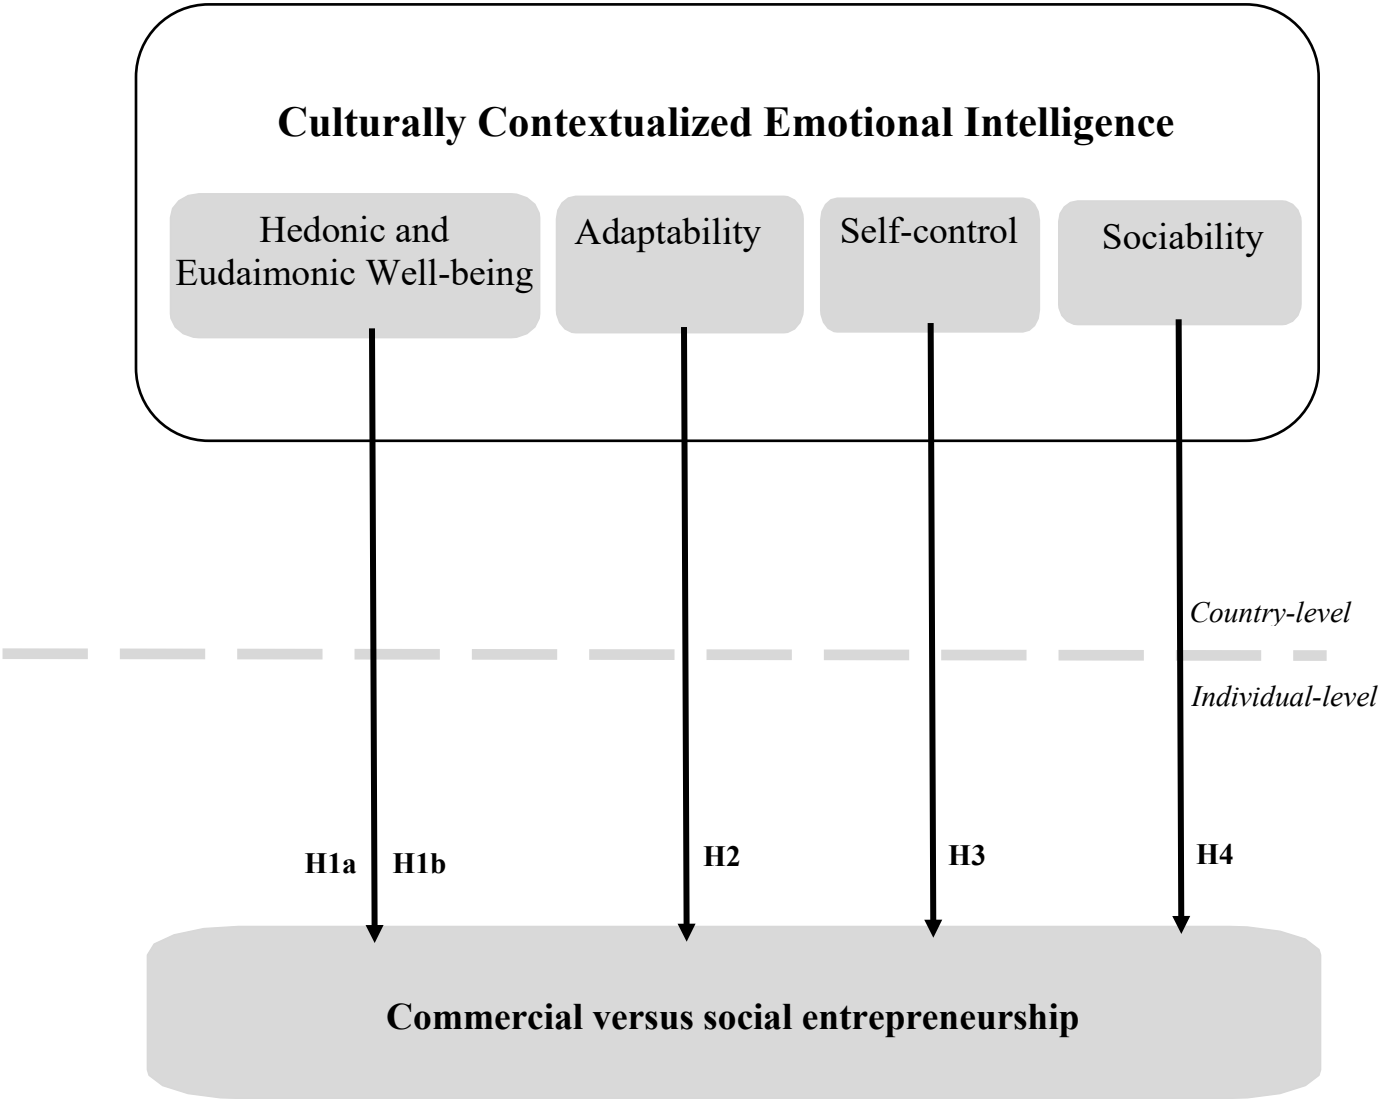 Culturally Contextualized Emotional Intelligence
Hedonic and
Eudaimonic Well-being
Adaptability
Self-control
Sociability
Country-level
Individual-level
H1a
H1b
H2
H3
H4
Commercial versus social entrepreneurship